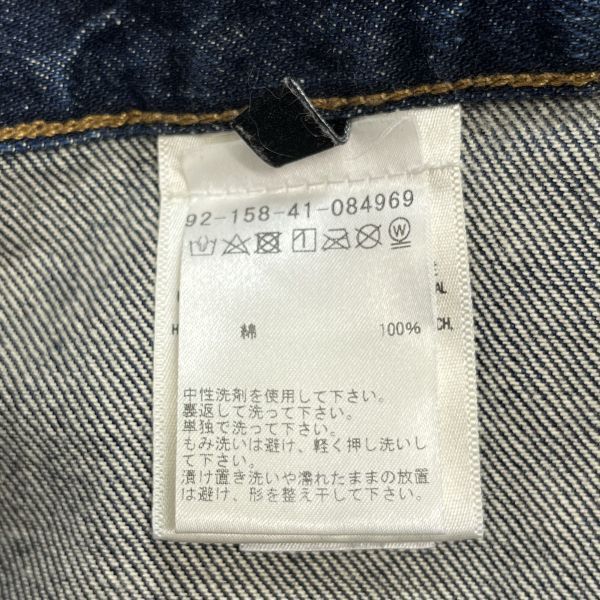 92-158-41-084969
W
AL.
H 綿 100% CH.
中性洗剤を使用して下さい。
裏返して洗って下さい。
単独で洗って下さい。
もみ洗いは避け、軽く押し洗いし
て下さい。
漬け置き洗いや濡れたままの放置
は避け、形を整え干して下さい。